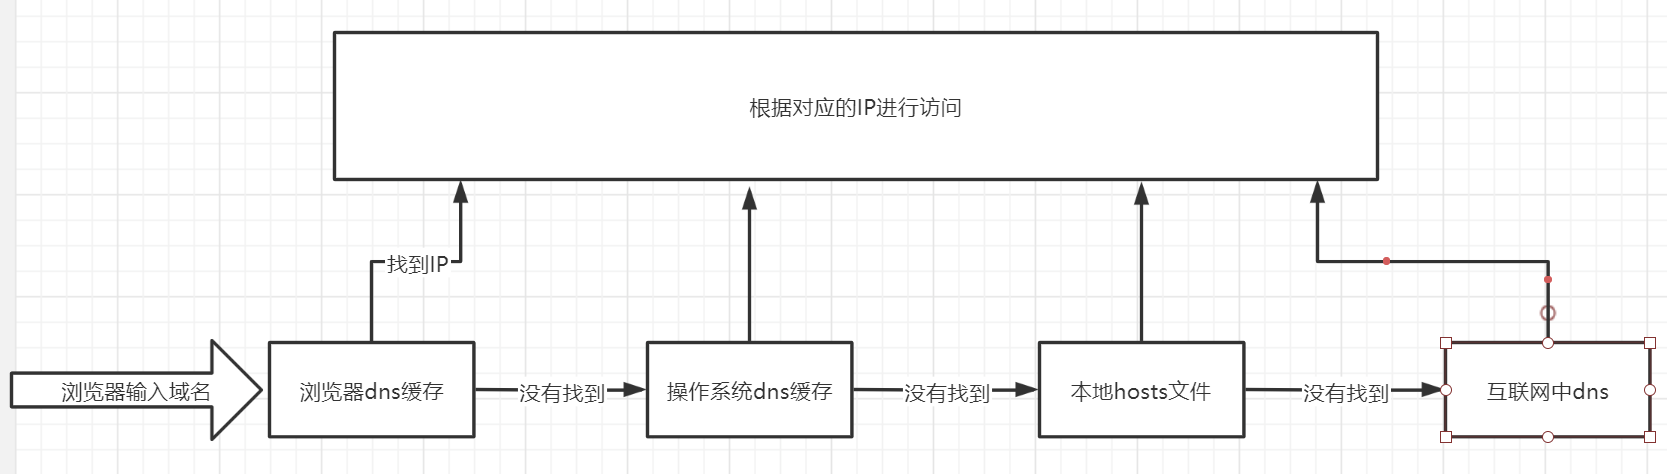 根据对应的IP进行访问
找到IP
浏览器输入域名
浏览器dns缓存
没有找到
操作系统dns缓存
没有找到
本地hosts文件
没有找到
互联网中dns